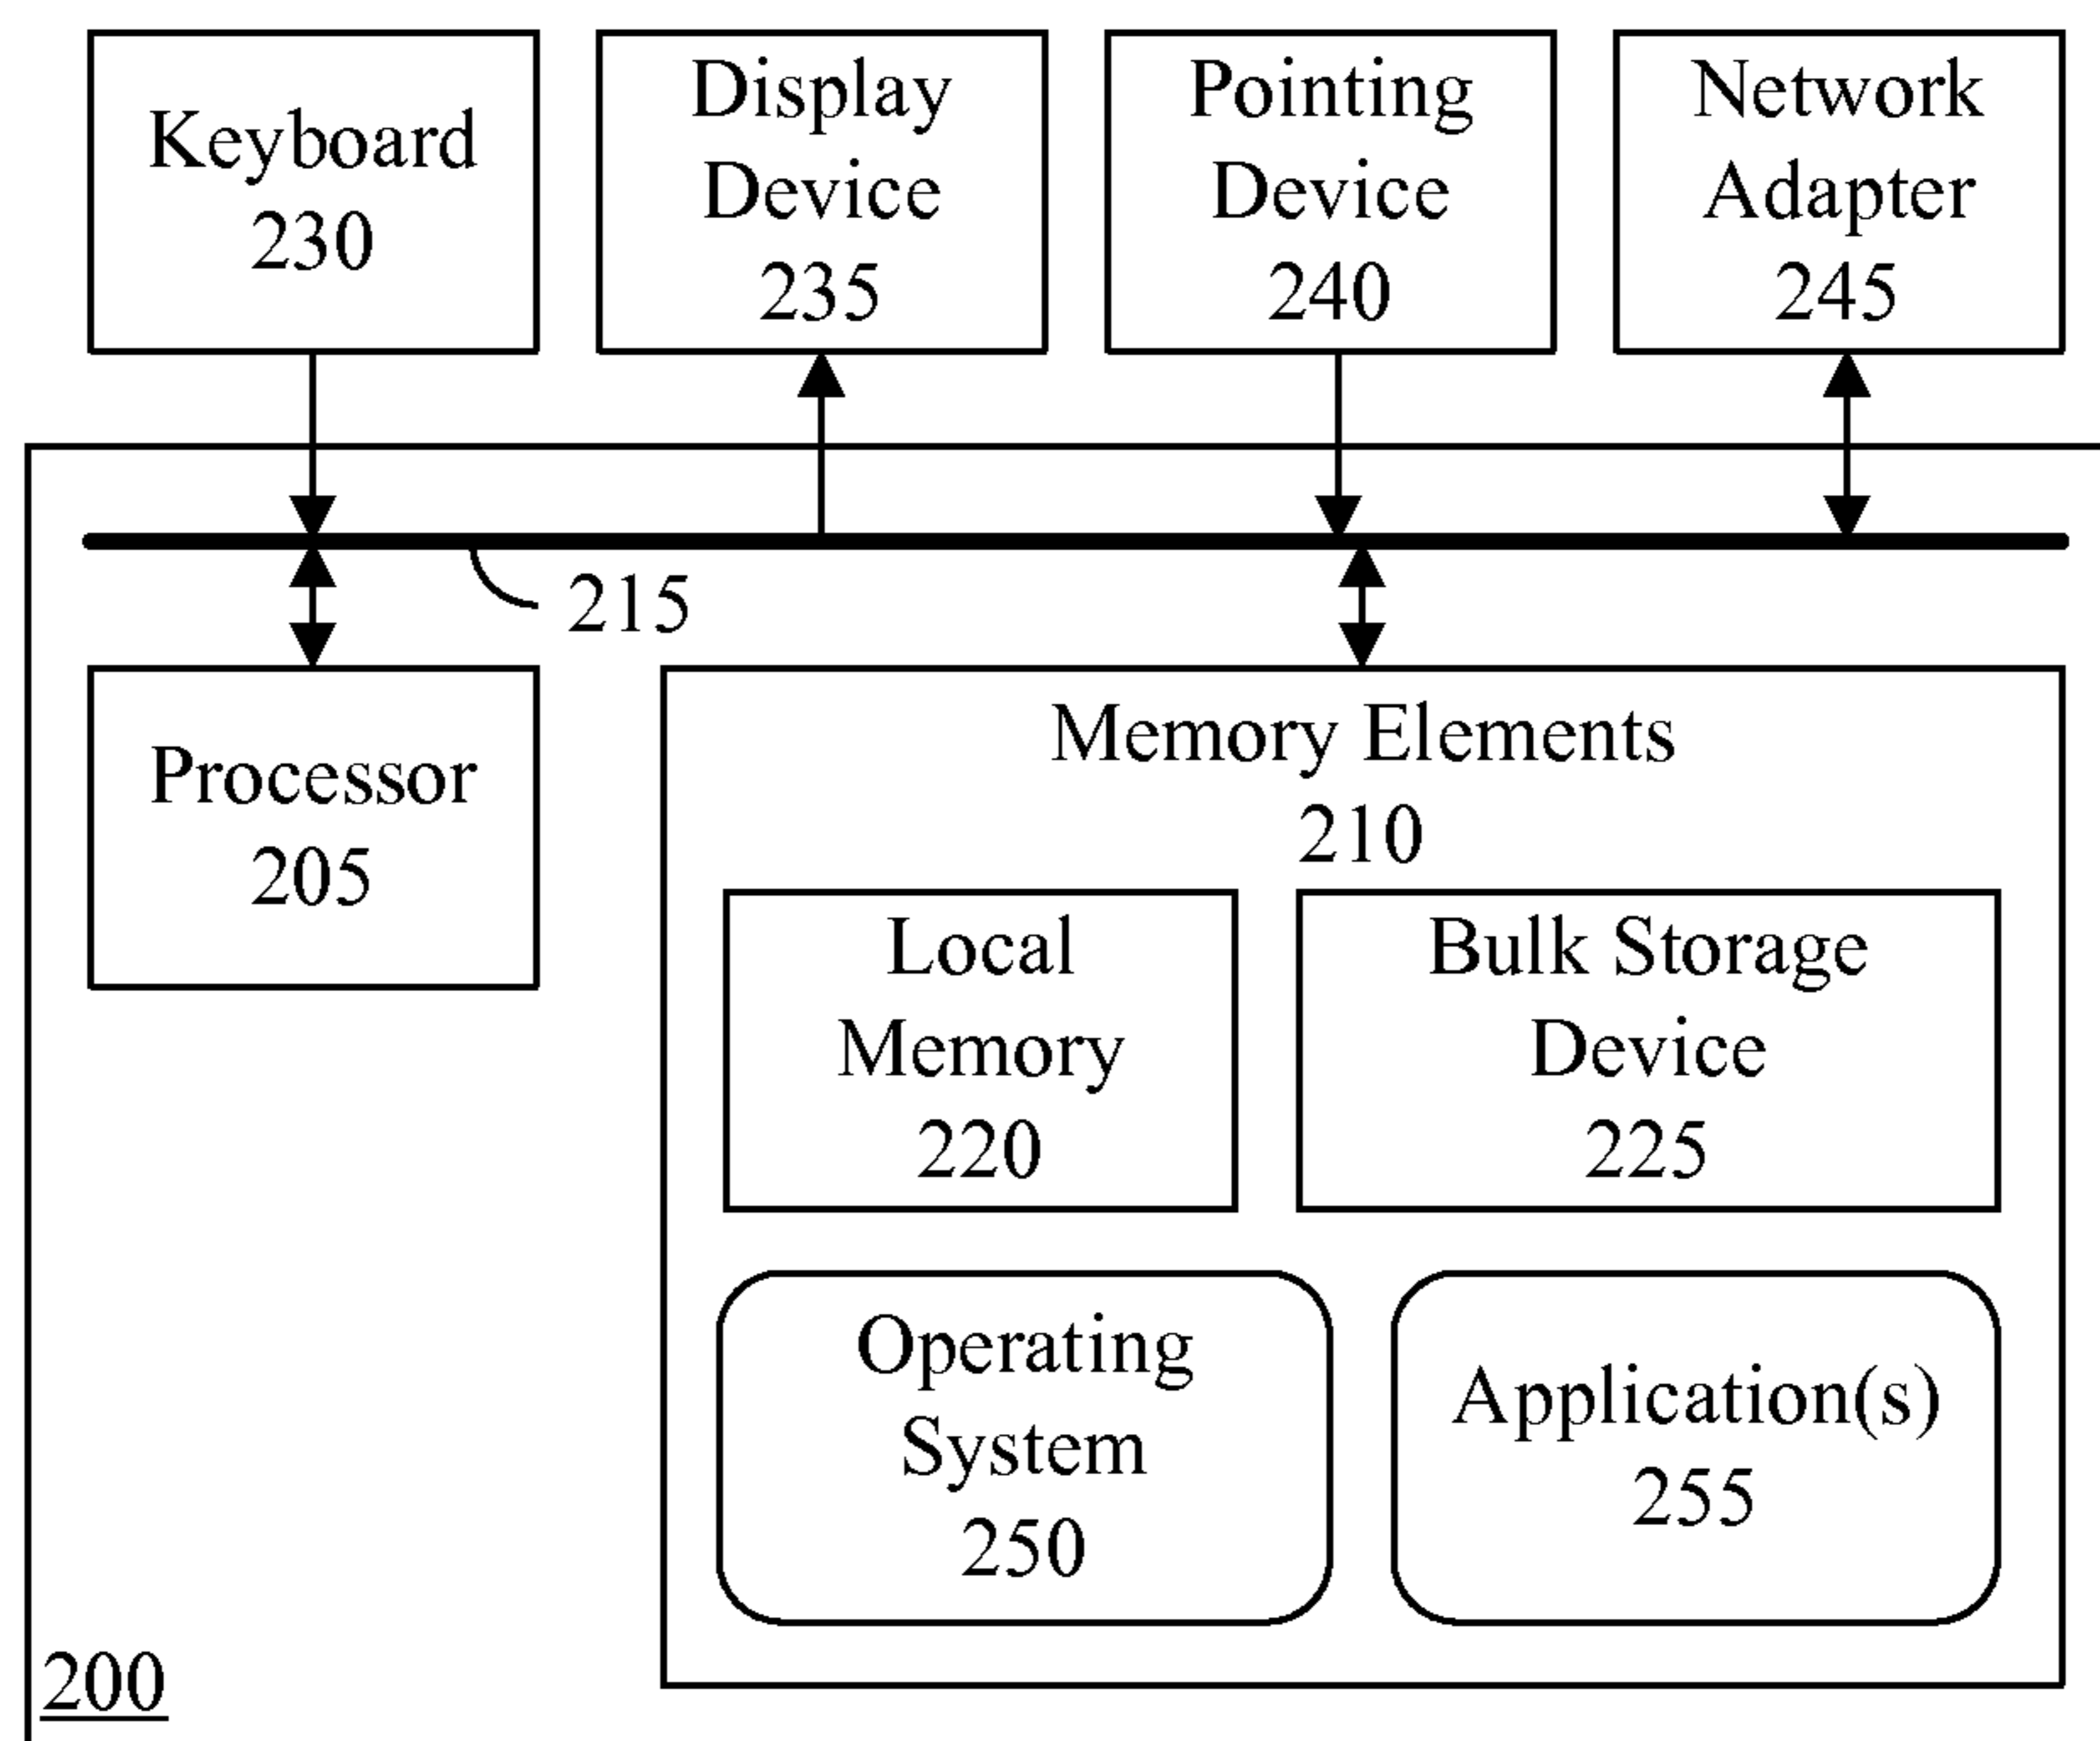 Keyboard
230
Display
Device
235
Pointing
Device
240
Network
Adapter
245
215
Processor
205
Memory Elements
210
Local
Memory
220
Bulk Storage
Device
225
Operating
System
250
Application(s)
255
200